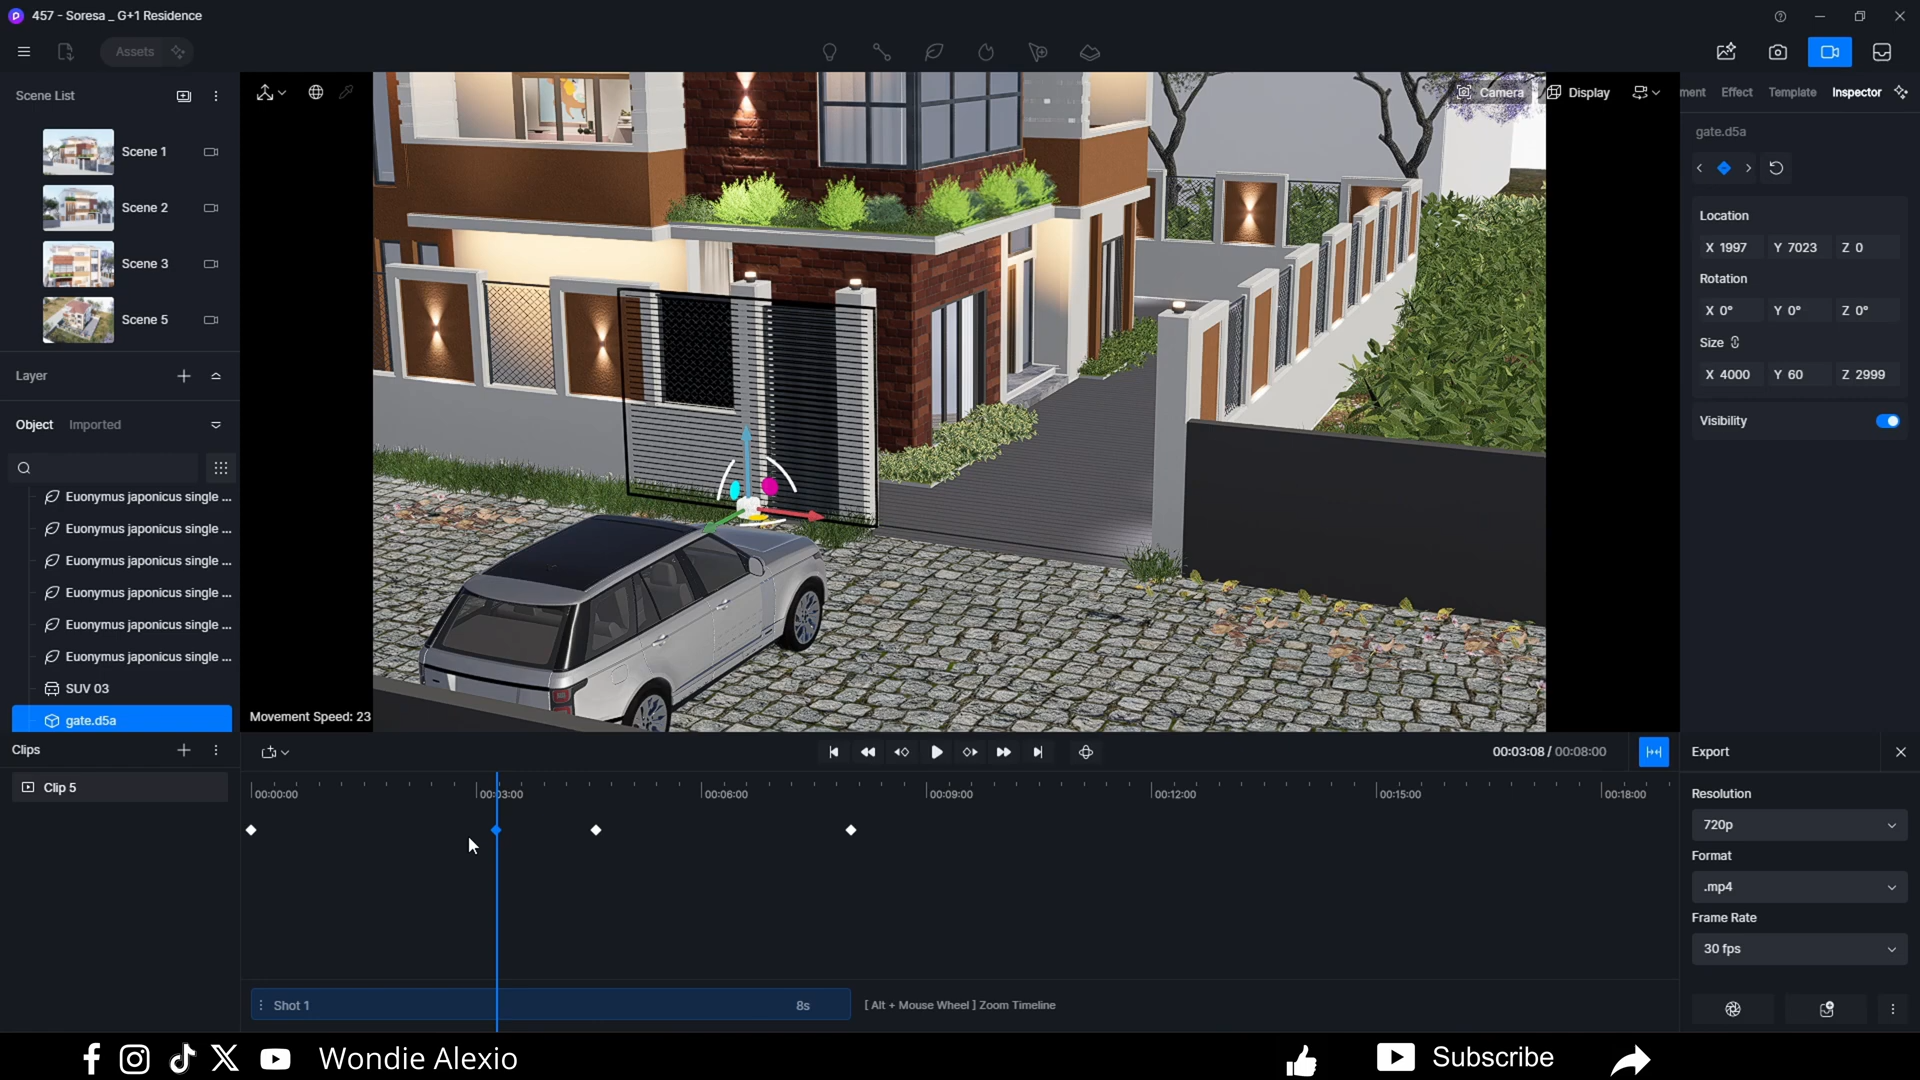 457 - Soresa _ G+1 Residence
Assets
Scene List
Scene 1
Scene 2
Scene 3
Scene 5
Layer
Object Imported
Euonymus japonicus single ...
Euonymus japonicus single ...
Euonymus japonicus single ...
Euonymus japonicus single ...
Euonymus japonicus single ...
Euonymus japonicus single ...
SUV 03
gate.d5a
Camera
Display
Movement Speed: 23
ment Effect Template Inspector
gate.d5a
Location
X 1997 Y 7023 Z 0
Rotation
X 0° Y 0° Z 0°
Size
X 4000 Y 60 Z 2999
Visibility
Clips
Clip 5
00:03:08 / 00:08:00
00:00:00 00:03:00 00:06:00 00:09:00 00:12:00 00:15:00 00:18:00
Shot 1 8s
[ Alt + Mouse Wheel ] Zoom Timeline
Export
Resolution
720p
Format
.mp4
Frame Rate
30 fps
Wondie Alexio
Subscribe